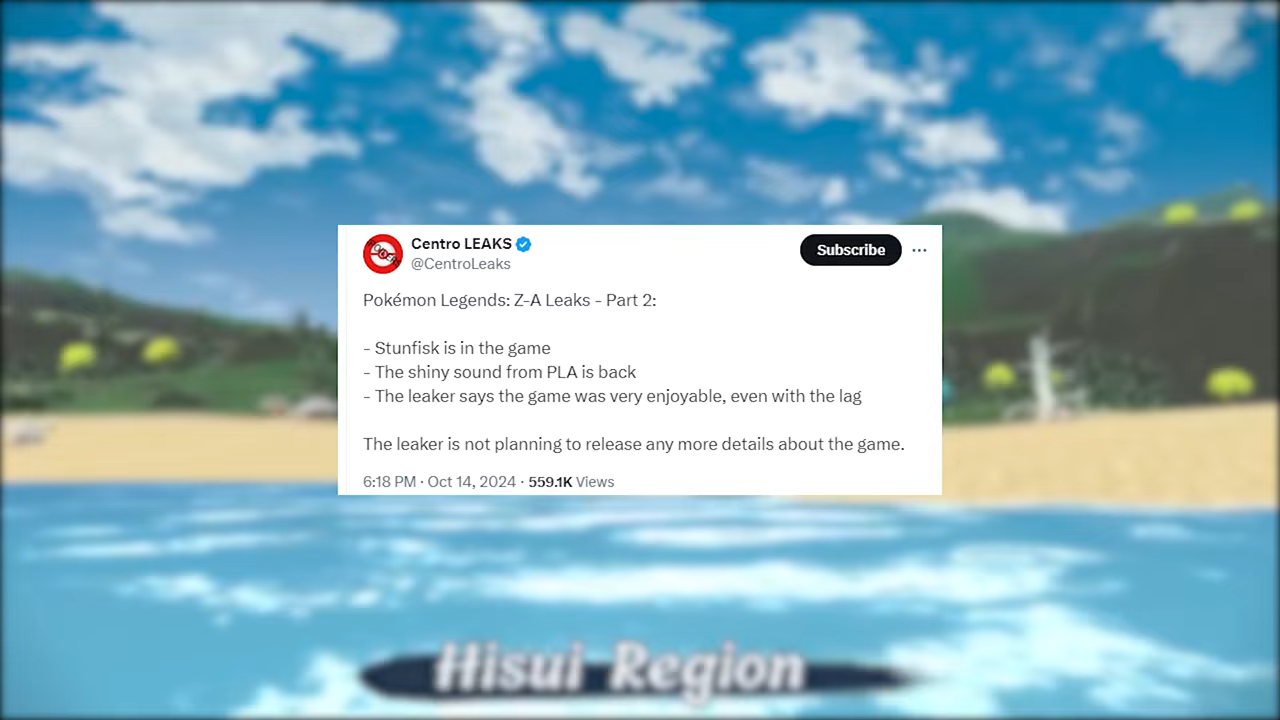 Centro LEAKS
@CentroLeaks
Subscribe
Pokémon Legends: Z-A Leaks - Part 2:
- Stunfisk is in the game
- The shiny sound from PLA is back
- The leaker says the game was very enjoyable, even with the lag
The leaker is not planning to release any more details about the game.
6:18 PM · Oct 14, 2024 · 559.1K Views
Hisui Region